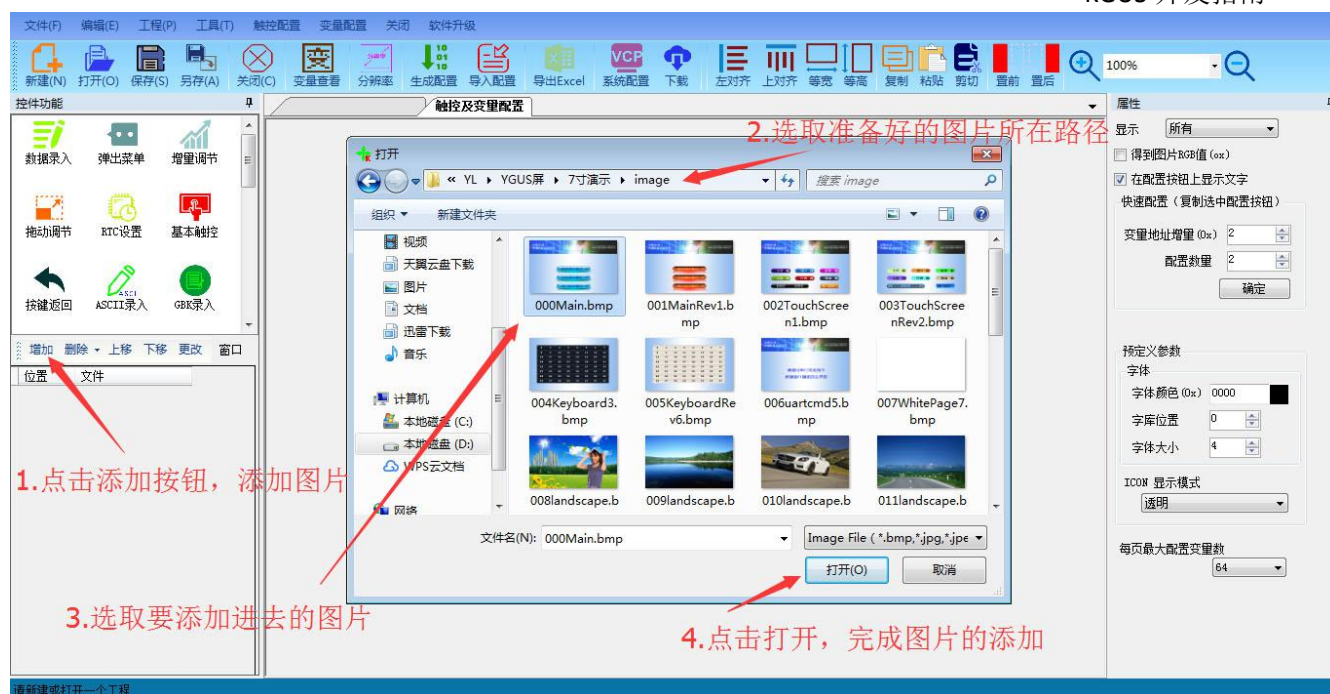 文件(F) 编辑(E) 工程(P) 工具(T) 触控配置 变量配置 关闭 软件升级
新建(N) 打开(O) 保存(S) 另存(A) 关闭(C) 变量查看 分辨率 生成配置 导入配置 导出Excel 系统配置 下载 左对齐 上对齐 等宽 等高 复制 粘贴 剪切 置前 置后 100%
控件功能
触控及变量配置
属性
数据录入 弹出菜单 增量调节
拖动调节 RTC设置 基本触控
按键返回 ASCII录入 GBK录入
增加 删除 上移 下移 更改 窗口
位置 文件
1.点击添加按钮，添加图片
2.选取准备好的图片所在路径
打开
« YL ▸ YGUS屏 ▸ 7寸演示 ▸ image
搜索 image
组织 新建文件夹
视频
天翼云盘下载
图片
文档
迅雷下载
音乐
计算机
本地磁盘 (C:)
本地磁盘 (D:)
WPS云文档
网络
000Main.bmp
001MainRev1.b
mp
002TouchScree
n1.bmp
003TouchScree
nRev2.bmp
004Keyboard3.
bmp
005KeyboardRe
v6.bmp
006uartcmd5.b
mp
007WhitePage7.
bmp
008landscape.b
009landscape.b
010landscape.b
011landscape.b
文件名(N): 000Main.bmp
Image File ( *.bmp,*.jpg,*.jpe
打开(O) 取消
3.选取要添加进去的图片
4.点击打开，完成图片的添加
显示 所有
得到图片RGB值(ox)
在配置按钮上显示文字
快速配置（复制选中配置按钮）
变量地址增量(0x) 2
配置数量 2
确定
预定义参数
字体
字体颜色(0x) 0000
字库位置 0
字体大小 4
ICON 显示模式
透明
每页最大配置变量数
64
请新建或打开一个工程